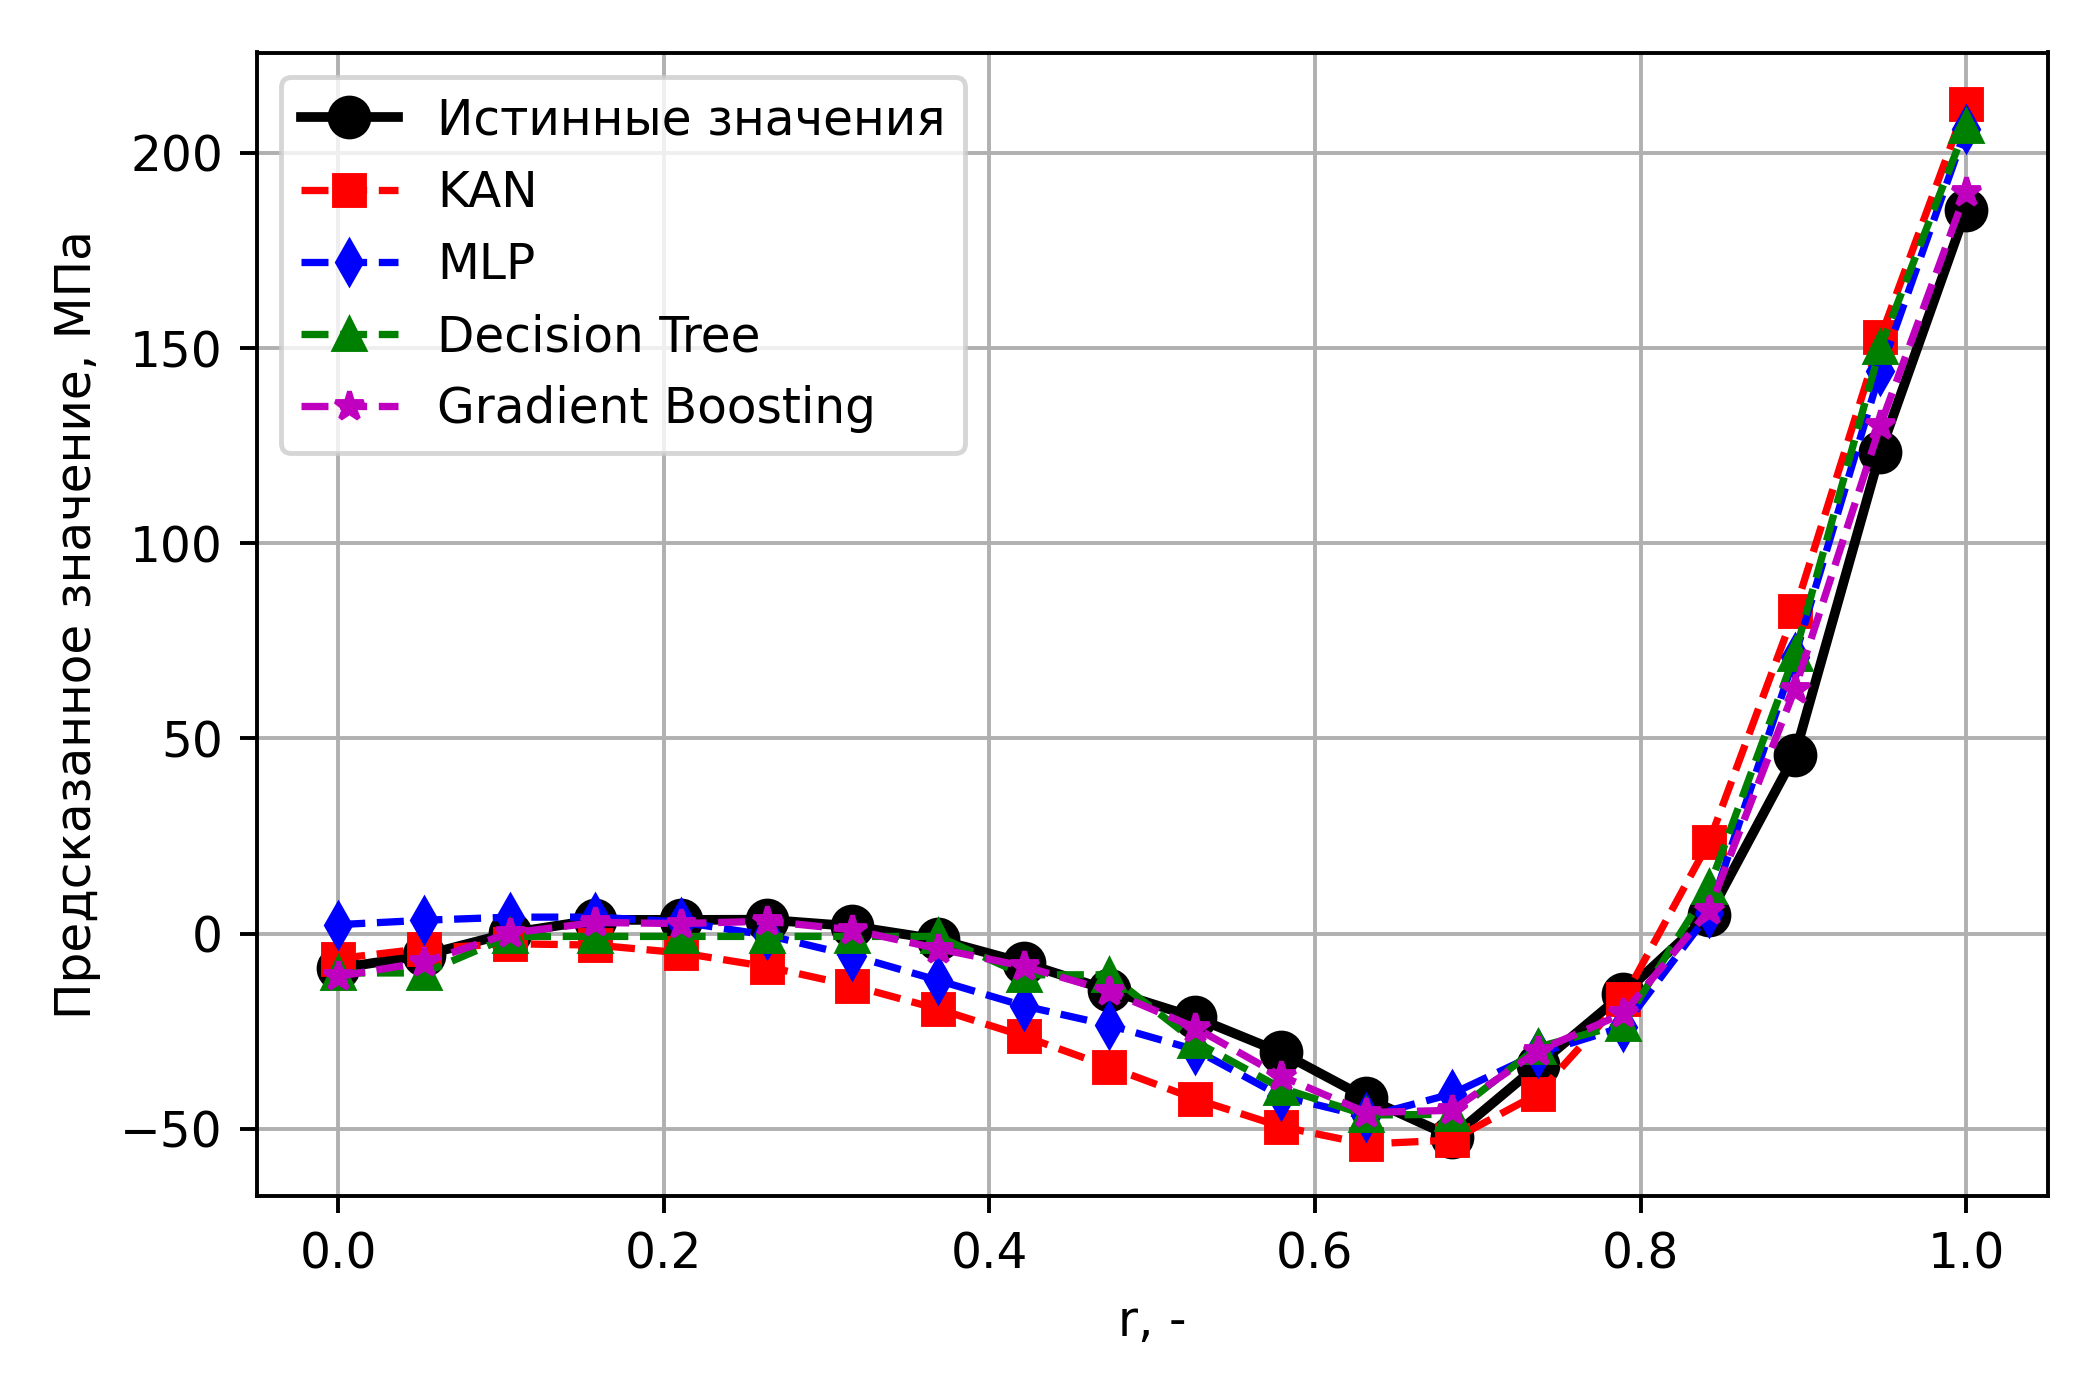 Истинные значения
KAN
MLP
Decision Tree
Gradient Boosting
Предсказанное значение, МПа
200
150
100
50
0
−50
0.0 0.2 0.4 0.6 0.8 1.0
r, -